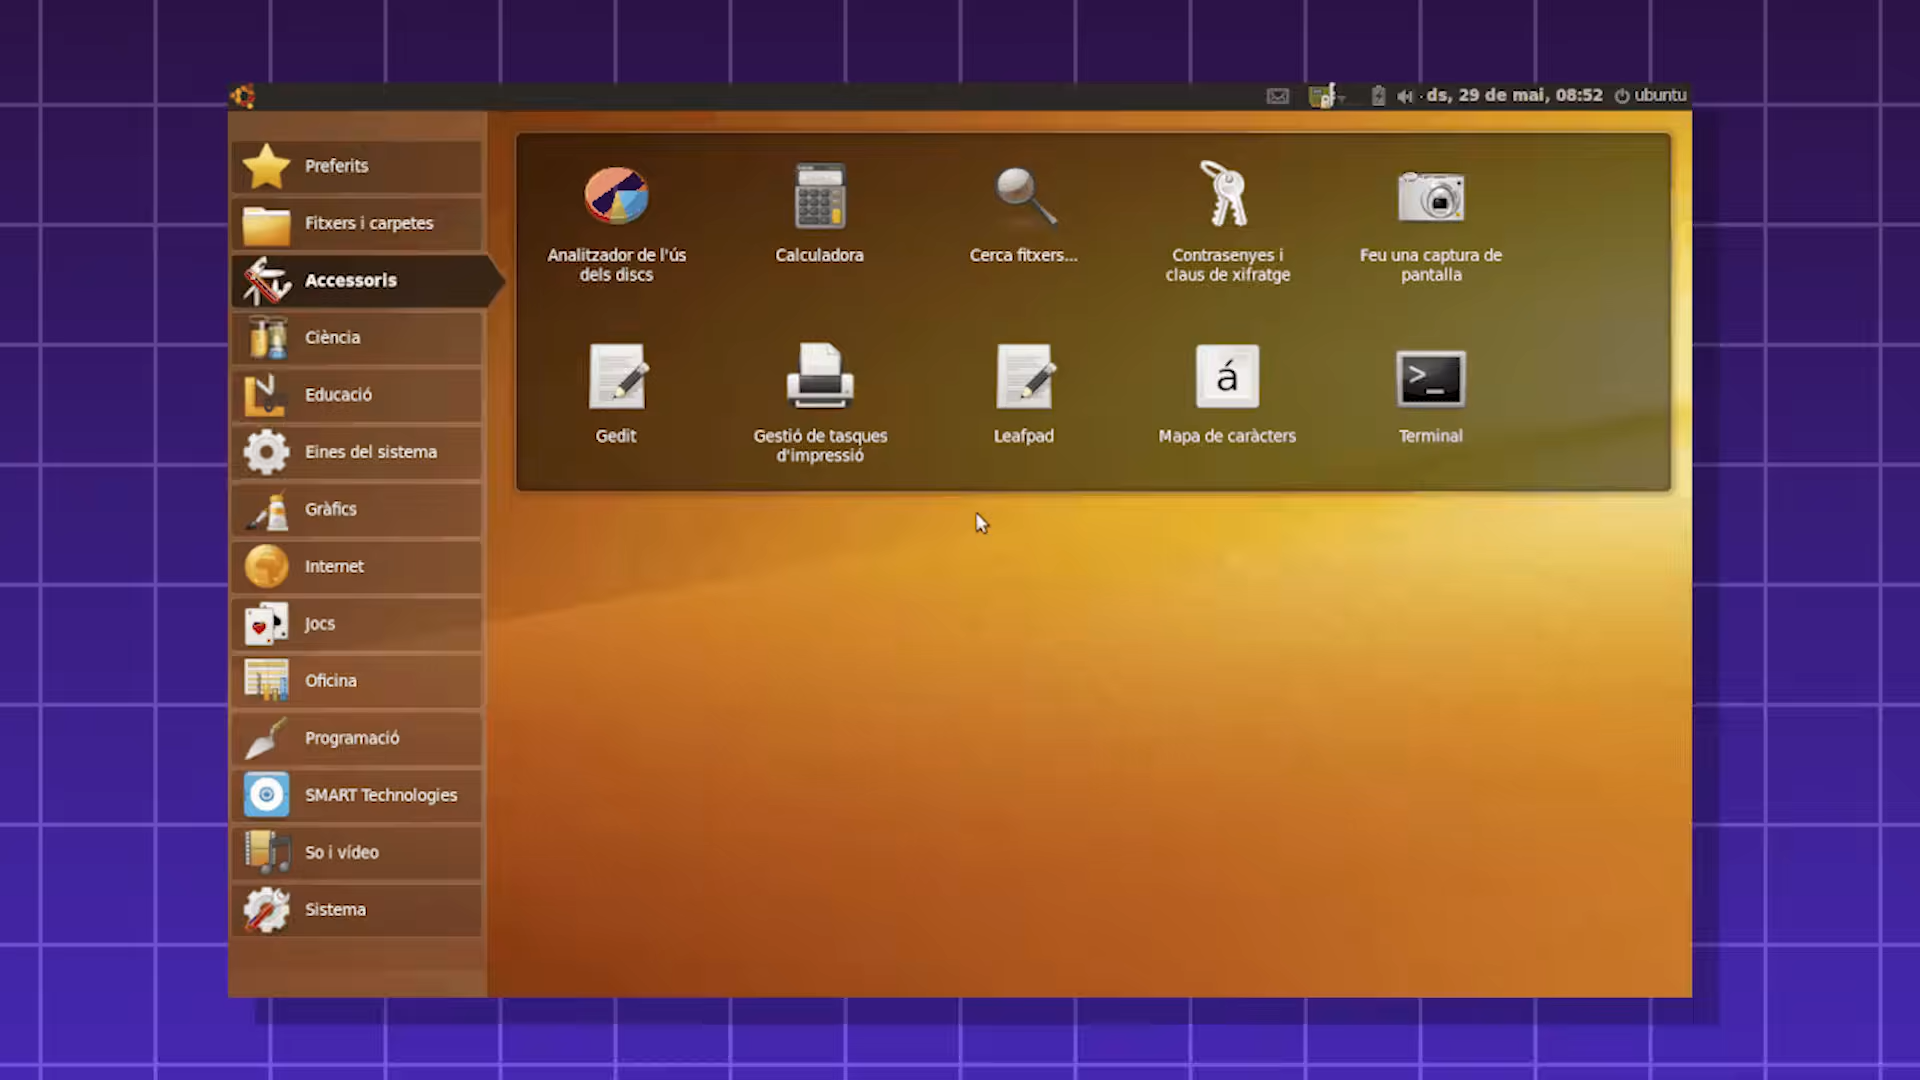 ds, 29 de mai, 08:52 ubuntu
Preferits
Fitxers i carpetes
Accessoris
Ciència
Educació
Eines del sistema
Gràfics
Internet
Jocs
Oficina
Programació
SMART Technologies
So i vídeo
Sistema
Analitzador de l'ús
dels discs
Calculadora
Cerca fitxers...
Contrasenyes i
claus de xifratge
Feu una captura de
pantalla
Gedit
Gestió de tasques
d'impressió
Leafpad
á
Mapa de caràcters
>_
Terminal